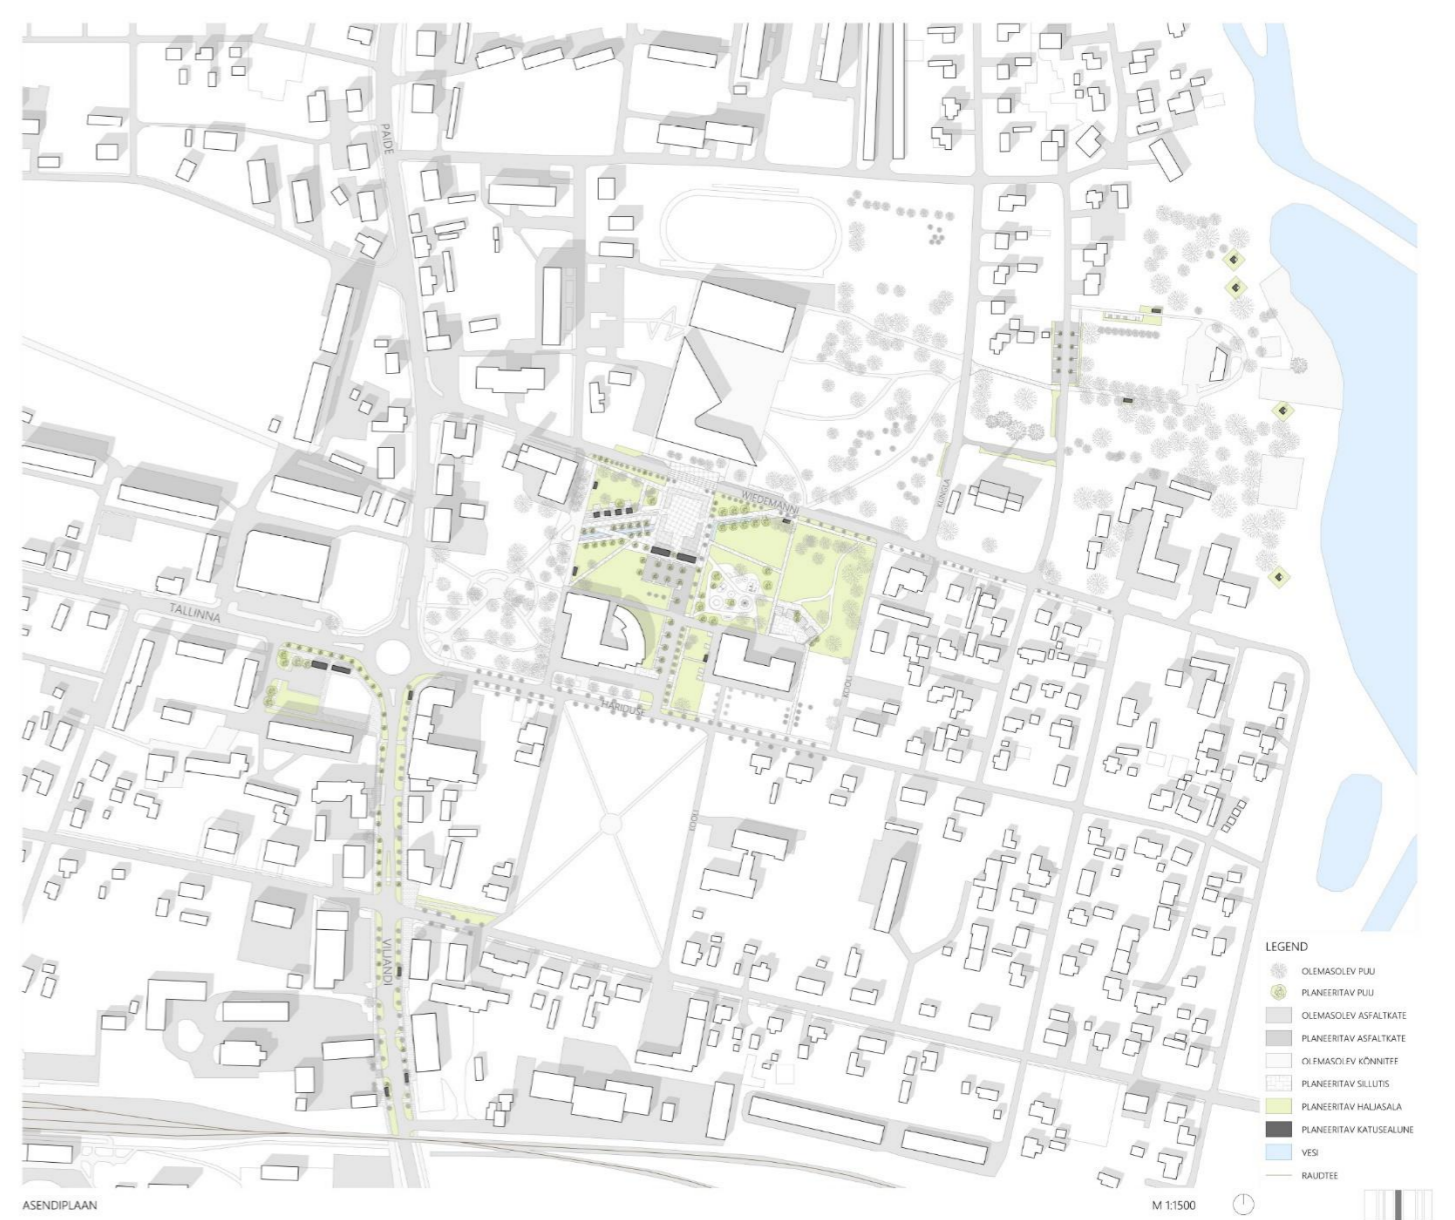 PAIDE
WIEDEMANNI
KUNGLA
TALLINNA
KOOLI
HARIDUSE
KOOLI
VILJANDI
LEGEND
OLEMASOLEV PUU
PLANEERITAV PUU
OLEMASOLEV ASFALTKATE
PLANEERITAV ASFALTKATE
OLEMASOLEV KÕNNITEE
PLANEERITAV SILLUTIS
PLANEERITAV HALJASALA
PLANEERITAV KATUSEALUNE
VESI
RAUDTEE
ASENDIPLAAN
M 1:1500